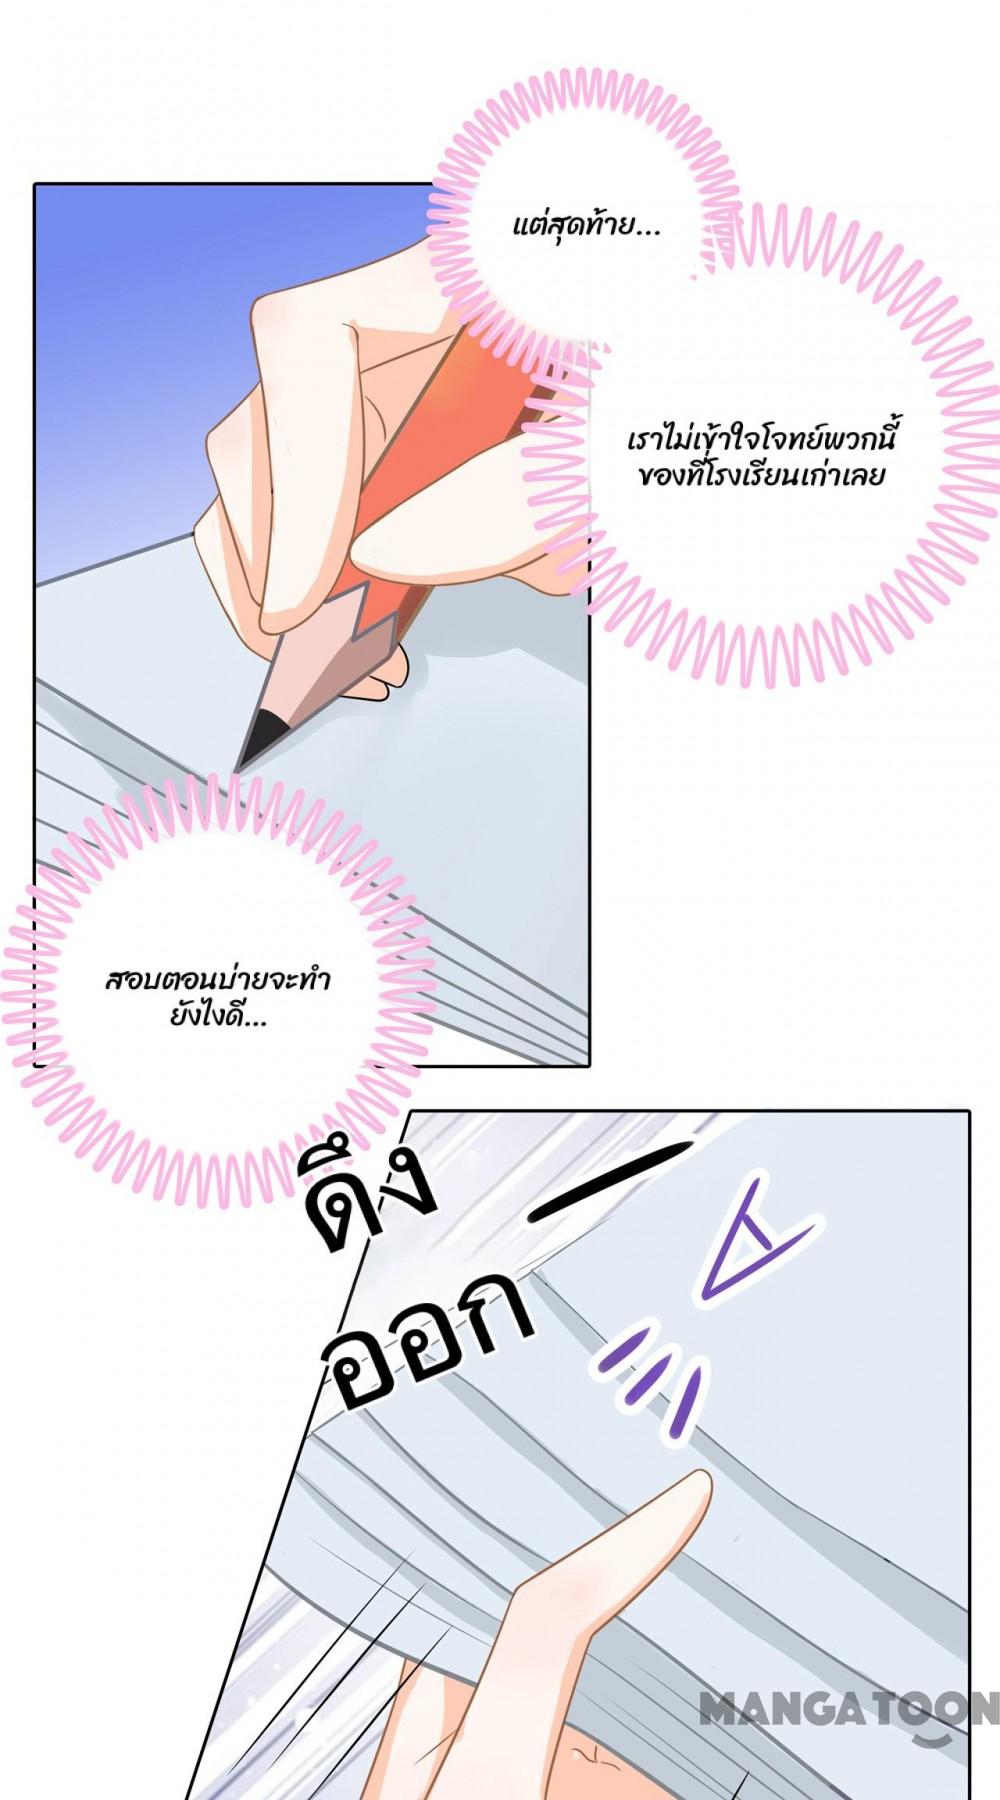 แต่สุดท้าย...
เราไม่เข้าใจโจทย์พวกนี้
ของที่โรงเรียนเก่าเลย
สอบตอนบ่ายจะทำ
ยังไงดี...
ดึง
ออก
A
MANGATOON